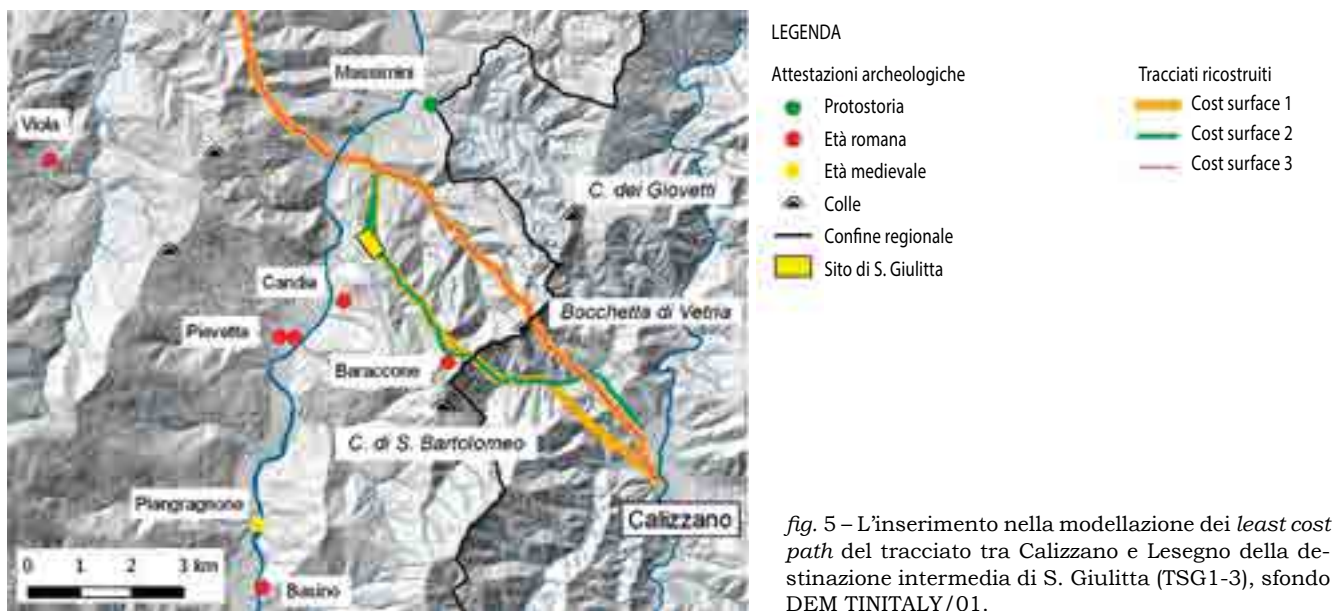 Massimini
Viola
C. dei Giovetti
Candia
Bocchetta di Vetria
Pievetta
Baraccone
C. di S. Bartolomeo
Piangragnone
Calizzano
0 1 2 3 km
Basino
LEGENDA
Attestazioni archeologiche
Protostoria
Età romana
Età medievale
Colle
Confine regionale
Sito di S. Giulitta
Tracciati ricostruiti
Cost surface 1
Cost surface 2
Cost surface 3
fig. 5 – L'inserimento nella modellazione dei least cost
path del tracciato tra Calizzano e Lesegno della de-
stinazione intermedia di S. Giulitta (TSG1-3), sfondo
DEM TINITALY/01.